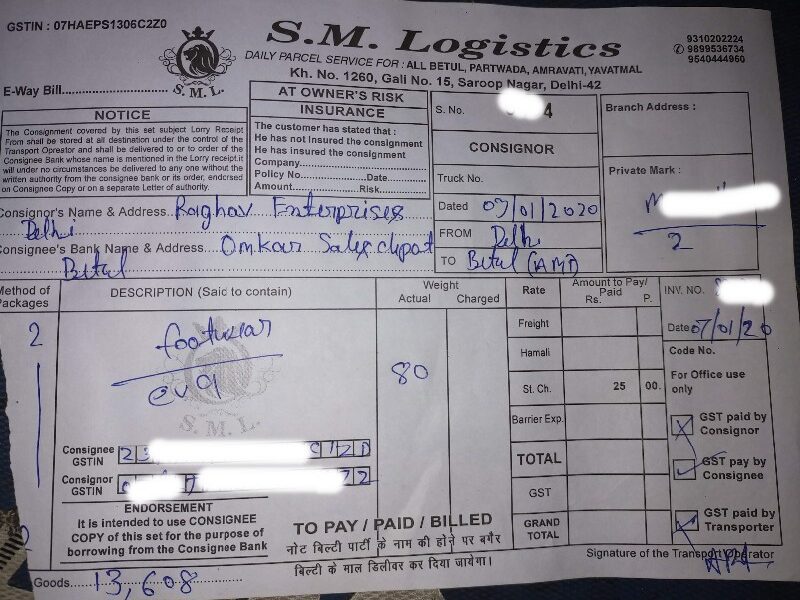 GSTIN : 07HAEPS1306C2Z0
S.M. Logistics
DAILY PARCEL SERVICE FOR : ALL BETUL, PARTWADA, AMRAVATI, YAVATMAL
Kh. No. 1260, Gali No. 15, Saroop Nagar, Delhi-42
9310202224
9899536734
9540444960
E-Way Bill
S. M. L.
NOTICE
The Consignment covered by this set subject Lorry Receipt
From shall be stored at all destination under the control of the
Transport Oprestor and shall be delivered to or to order of the
Consignee Bank whose name is mentioned in the Lorry receipt.it
will under no circumstances be delivered to any one without the
written authority from the consignee bank or its order, endorsed
on Consignee Copy or on a separate Letter of authority.
AT OWNER'S RISK
INSURANCE
The customer has stated that :
He has not insured the consignment
He has insured the consignment
Company
Policy No. Date
Amount Risk
S. No. 4
CONSIGNOR
Truck No.
Dated 07/01/2020
FROM Delhi
TO Betul (AMT)
Branch Address :
Private Mark :
2
Consignor's Name & Address Raghav Enterprises
Delhi
Consignee's Bank Name & Address Omkar Sales
Betul
Method of Packages
DESCRIPTION (Said to contain)
Weight
Actual Charged
Rate
Amount to Pay/ Paid
Rs. P.
INV. NO.
Date 07/01/20
Code No.
For Office use only
2
footwear
eva
80
S. M. L.
Freight
Hamali
St. Ch. 25 00.
Barrier Exp.
TOTAL
GST
GRAND TOTAL
GST paid by Consignor
GST pay by Consignee
GST paid by Transporter
Consignee GSTIN
Consignor GSTIN
ENDORSEMENT
It is intended to use CONSIGNEE
COPY of this set for the purpose of
borrowing from the Consignee Bank
TO PAY / PAID / BILLED
नोट बिल्टी पार्टी के नाम की होने पर बगैर
बिल्टी के माल डिलीवर कर दिया जायेगा।
Signature of the Transport Operator
Goods 13,608